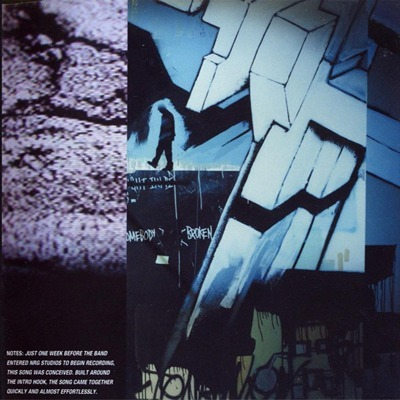 OMEBODY BROKEN
NOTES: JUST ONE WEEK BEFORE THE BAND
ENTERED NRG STUDIOS TO BEGIN RECORDING,
THIS SONG WAS CONCEIVED. BUILT AROUND
THE INTRO HOOK, THE SONG CAME TOGETHER
QUICKLY AND ALMOST EFFORTLESSLY.